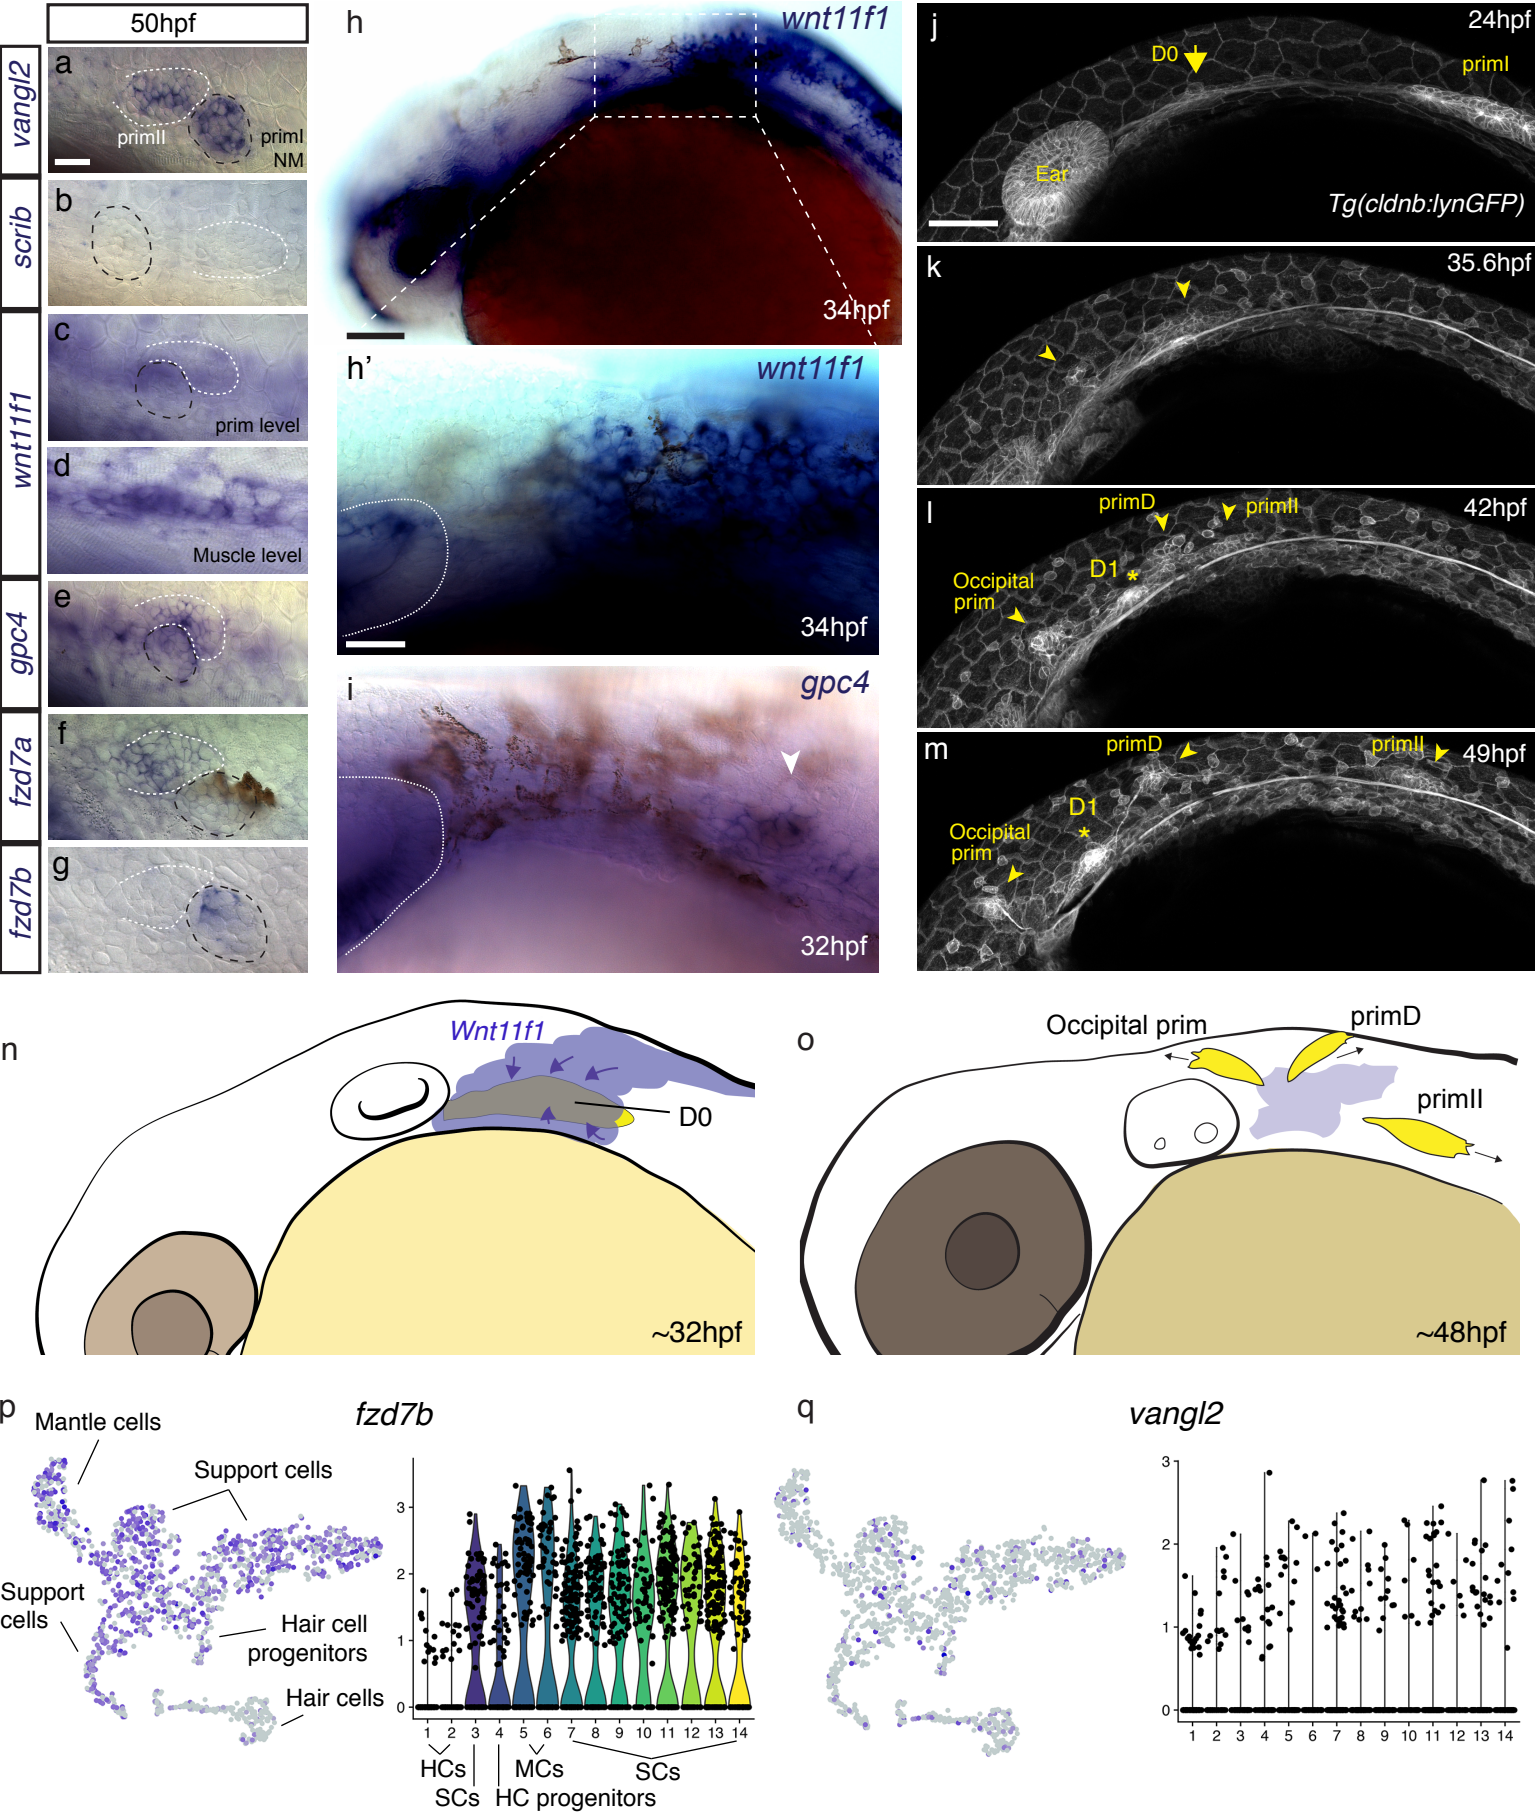 50hpf
vangl2
a
primII
primI
NM
scrib
b
wnt11f1
c
prim level
d
Muscle level
gpc4
e
fzd7a
f
fzd7b
g
h
wnt11f1
34hpf
h’
wnt11f1
34hpf
i
gpc4
32hpf
j
24hpf
D0
primI
Ear
Tg(cldnb:lynGFP)
k
35.6hpf
l
42hpf
primD
primII
D1
*
Occipital
prim
m
49hpf
primD
primII
D1
*
Occipital
prim
n
Wnt11f1
D0
~32hpf
o
Occipital prim
primD
primII
~48hpf
p
fzd7b
Mantle cells
Support cells
Support
cells
Hair cell
progenitors
Hair cells
3
2
1
0
1 2 3 4 5 6 7 8 9 10 11 12 13 14
HCs
MCs
SCs
SCs
HC progenitors
q
vangl2
3
2
1
0
1 2 3 4 5 6 7 8 9 10 11 12 13 14